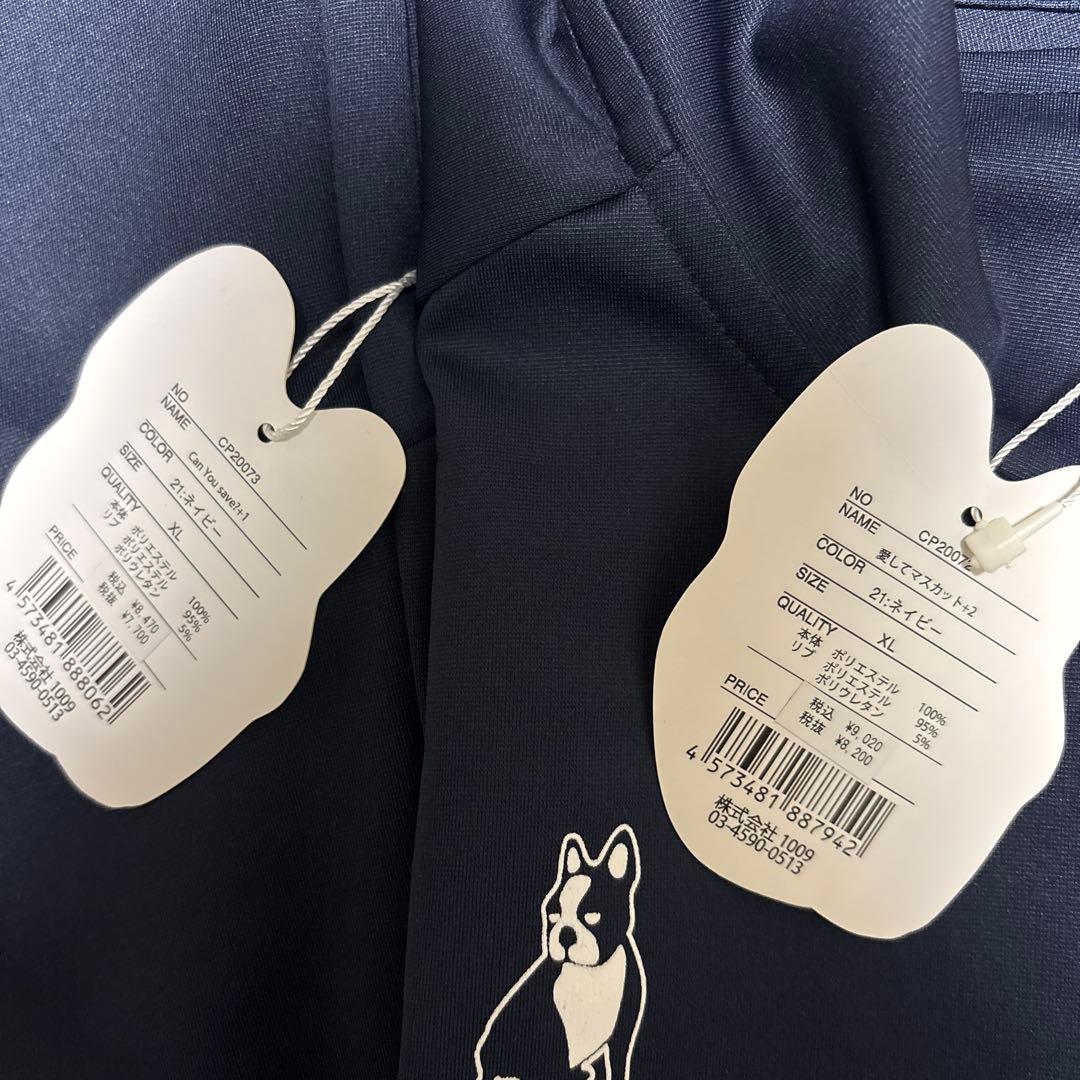 NO CP20073
NAME Can You save?+1
COLOR 21:ネイビー
SIZE XL
QUALITY
本体 ポリエステル 100%
リブ ポリエステル 95%
ポリウレタン 5%
PRICE 税込 ¥8,470
税抜 ¥7,700
4 573481 888062
株式会社 1009
03-4590-0513
NO CP20072
NAME 愛してマスカット+2
COLOR 21:ネイビー
SIZE XL
QUALITY
本体 ポリエステル 100%
リブ ポリエステル 95%
ポリウレタン 5%
PRICE 税込 ¥9,020
税抜 ¥8,200
4 573481 887942
株式会社 1009
03-4590-0513